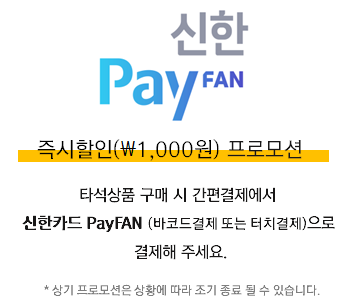 신한
Pay FAN
즉시할인(₩1,000원) 프로모션
타석상품 구매 시 간편결제에서
신한카드 PayFAN (바코드결제 또는 터치결제)으로
결제해 주세요.
* 상기 프로모션은 상황에 따라 조기 종료 될 수 있습니다.